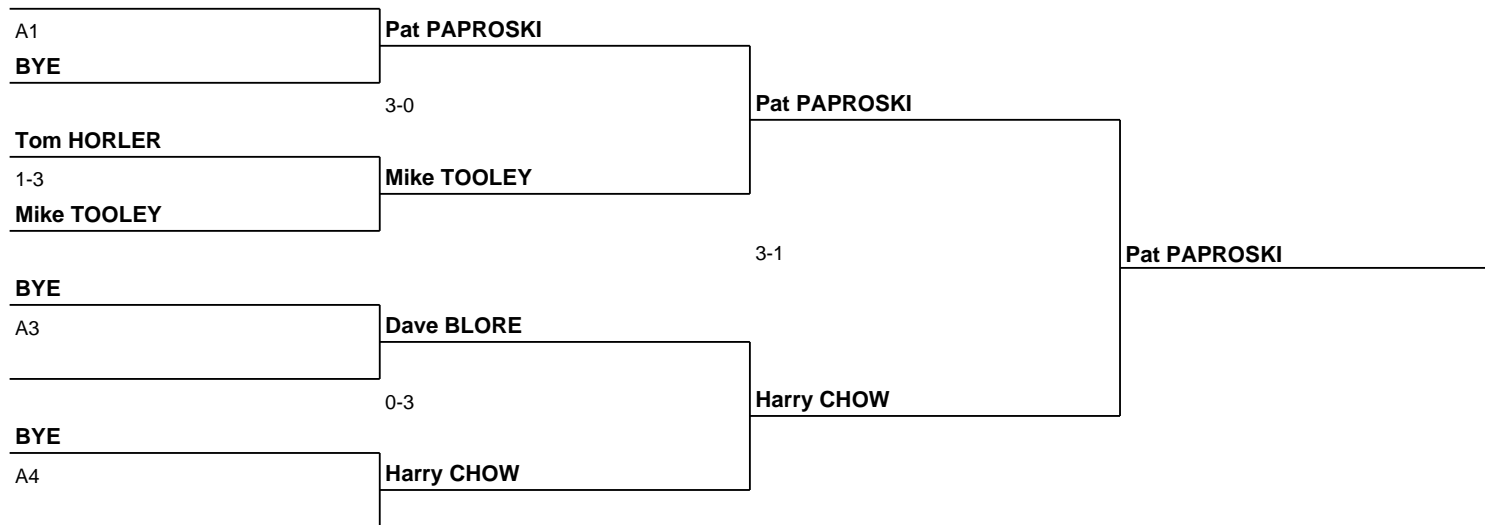 A1
BYE
Pat PAPROSKI
3-0
Tom HORLER
1-3
Mike TOOLEY
Mike TOOLEY
Pat PAPROSKI
3-1
Pat PAPROSKI
BYE
A3
Dave BLORE
0-3
Harry CHOW
BYE
A4
Harry CHOW